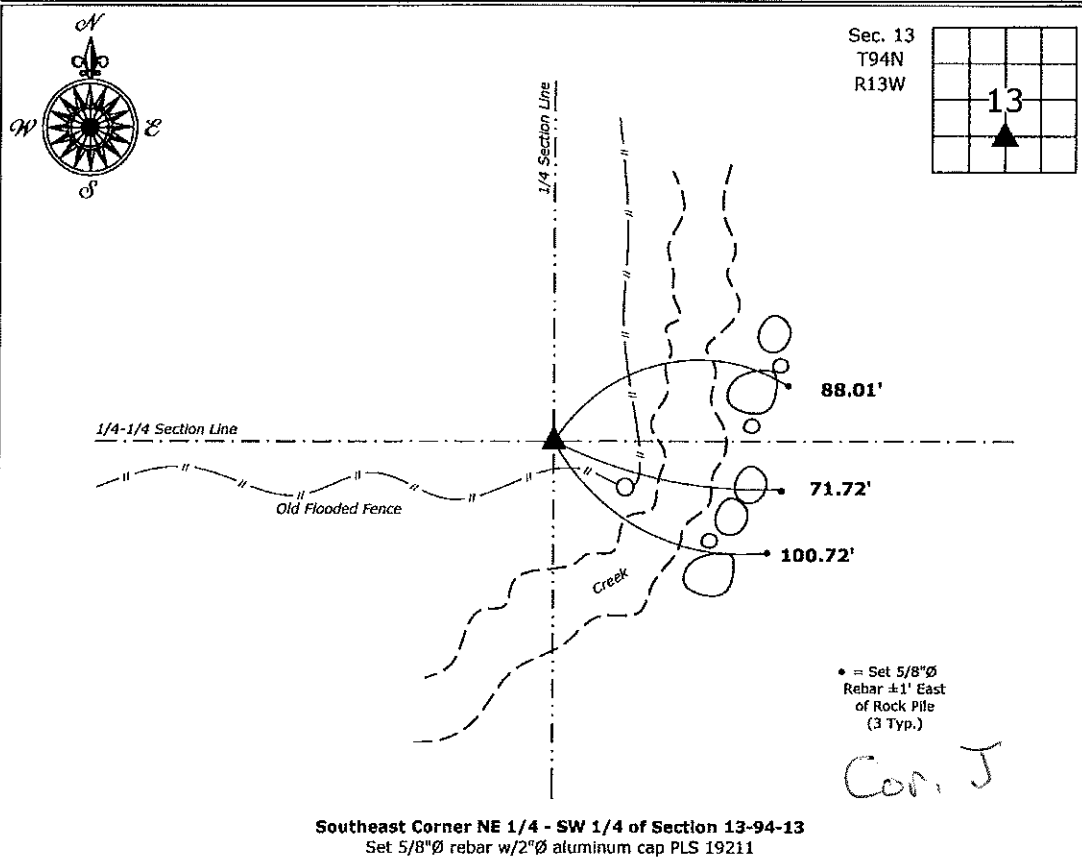 N
W
E
S
Sec. 13
T94N
R13W
13
1/4 Section Line
88.01'
1/4-1/4 Section Line
71.72'
Old Flooded Fence
100.72'
Creek
• = Set 5/8"Ø
Rebar ±1' East
of Rock Pile
(3 Typ.)
Cor. J
Southeast Corner NE 1/4 - SW 1/4 of Section 13-94-13
Set 5/8"Ø rebar w/2"Ø aluminum cap PLS 19211